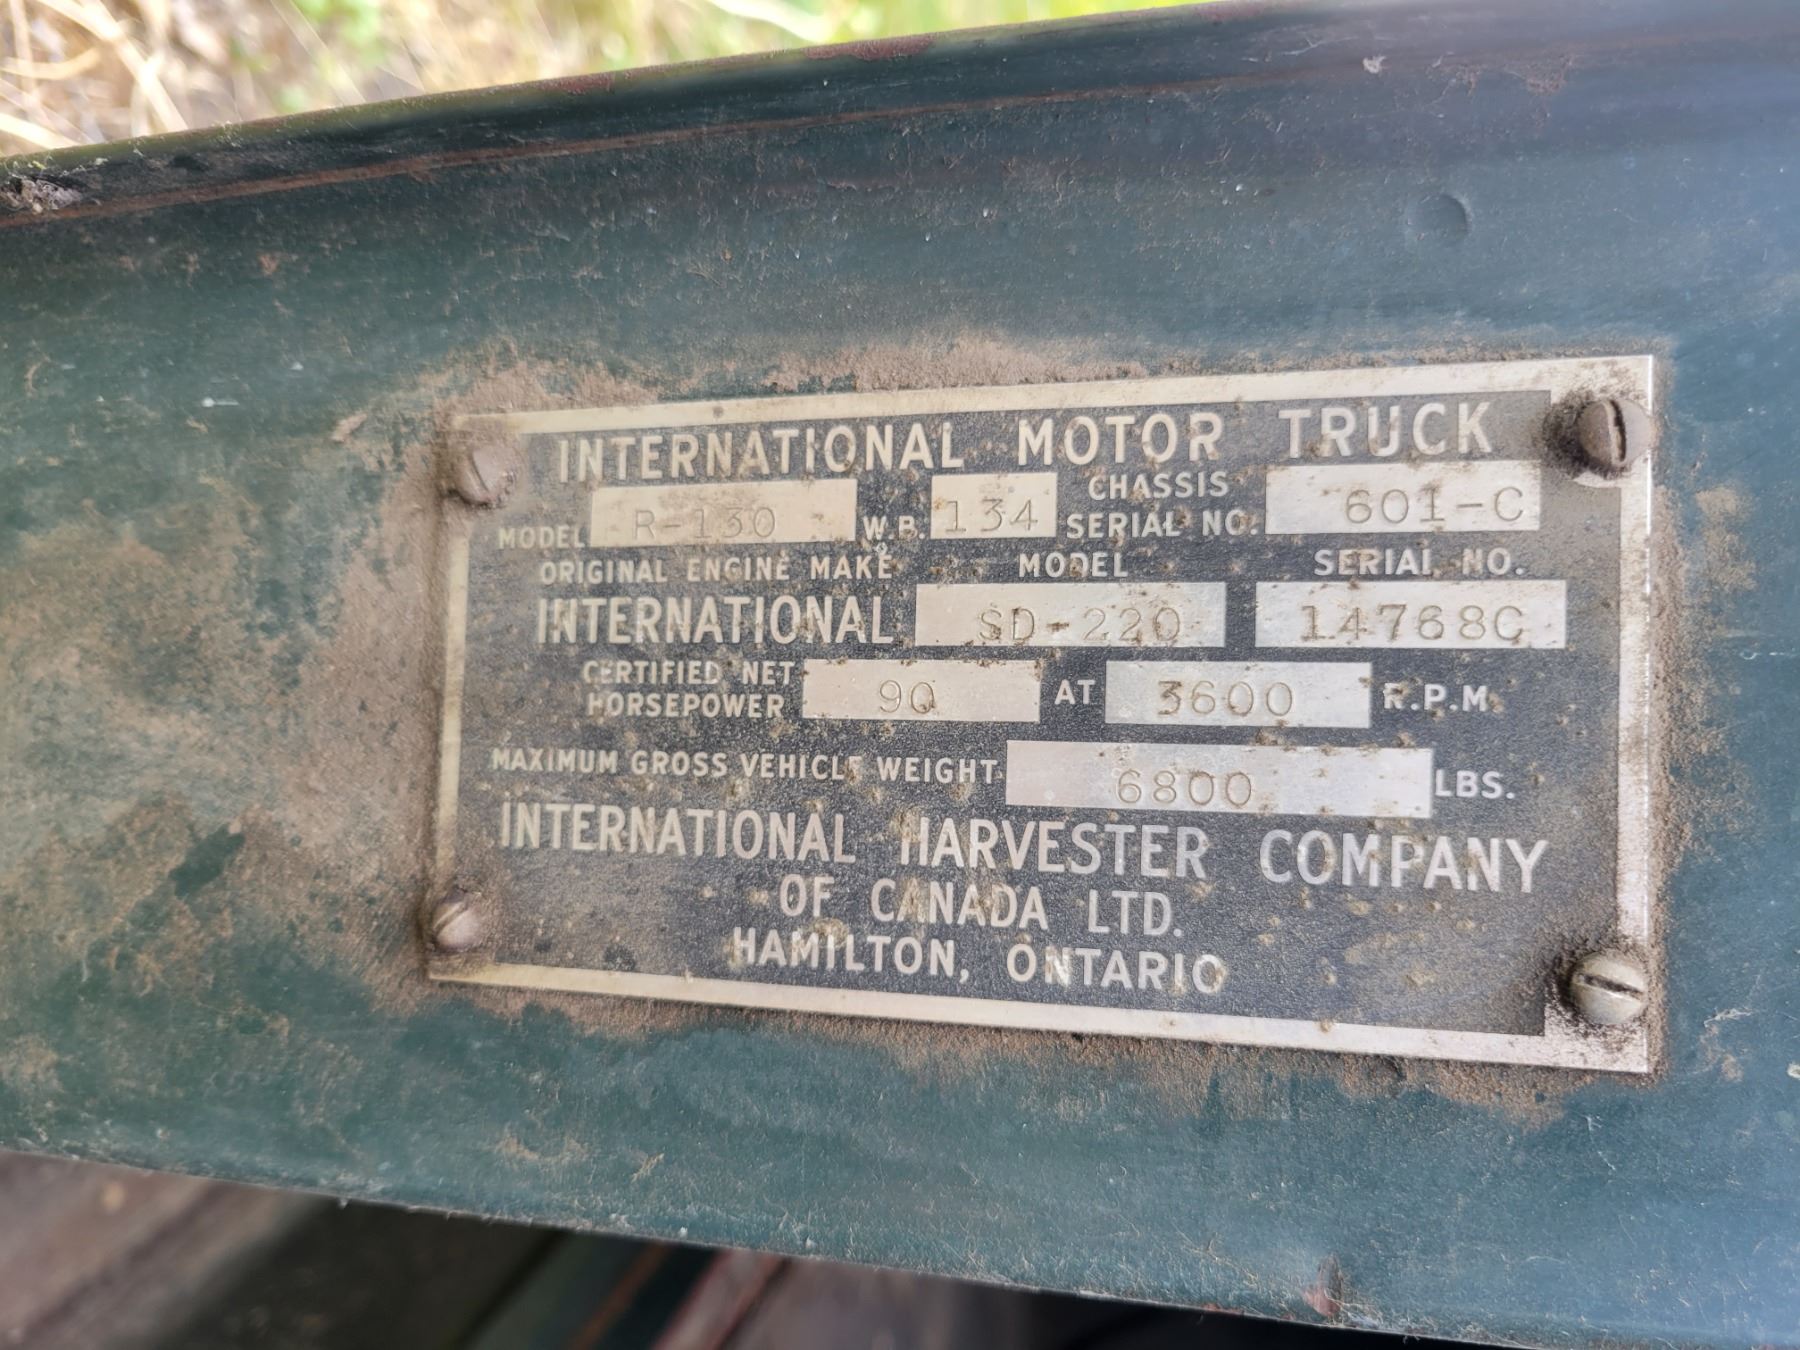 INTERNATIONAL MOTOR TRUCK
MODEL R-130 W.B. 134 CHASSIS SERIAL NO. 601-C
ORIGINAL ENGINE MAKE MODEL SERIAL NO.
INTERNATIONAL SD-220 14768C
CERTIFIED NET HORSEPOWER 90 AT 3600 R.P.M.
MAXIMUM GROSS VEHICLE WEIGHT 6800 LBS.
INTERNATIONAL HARVESTER COMPANY
OF CANADA LTD.
HAMILTON, ONTARIO